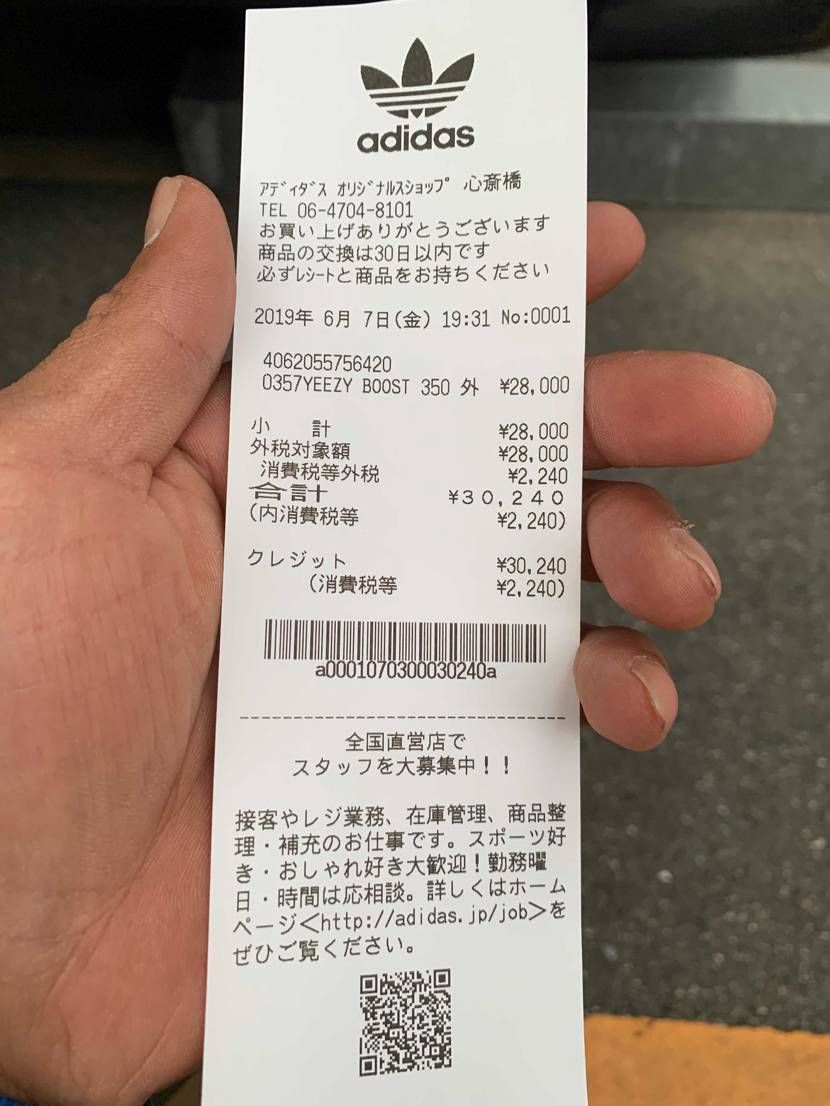 adidas
ｱﾃﾞｨﾀﾞｽ ｵﾘｼﾞﾅﾙｽｼｮｯﾌﾟ 心斎橋
TEL 06-4704-8101
お買い上げありがとうございます
商品の交換は30日以内です
必ずﾚｼｰﾄと商品をお持ちください
2019年 6月 7日(金) 19:31 No:0001
4062055756420
0357YEEZY BOOST 350 外 ¥28,000
小　　計 ¥28,000
外税対象額 ¥28,000
消費税等外税 ¥2,240
合計 ¥３０,２４０
(内消費税等 ¥2,240)
クレジット ¥30,240
(消費税等 ¥2,240)
a0001070300030240a
全国直営店で
スタッフを大募集中！！
接客やレジ業務、在庫管理、商品整
理・補充のお仕事です。スポーツ好
き・おしゃれ好き大歓迎！勤務曜
日・時間は応相談。詳しくはホーム
ページ＜http://adidas.jp/job＞を
ぜひご覧ください。